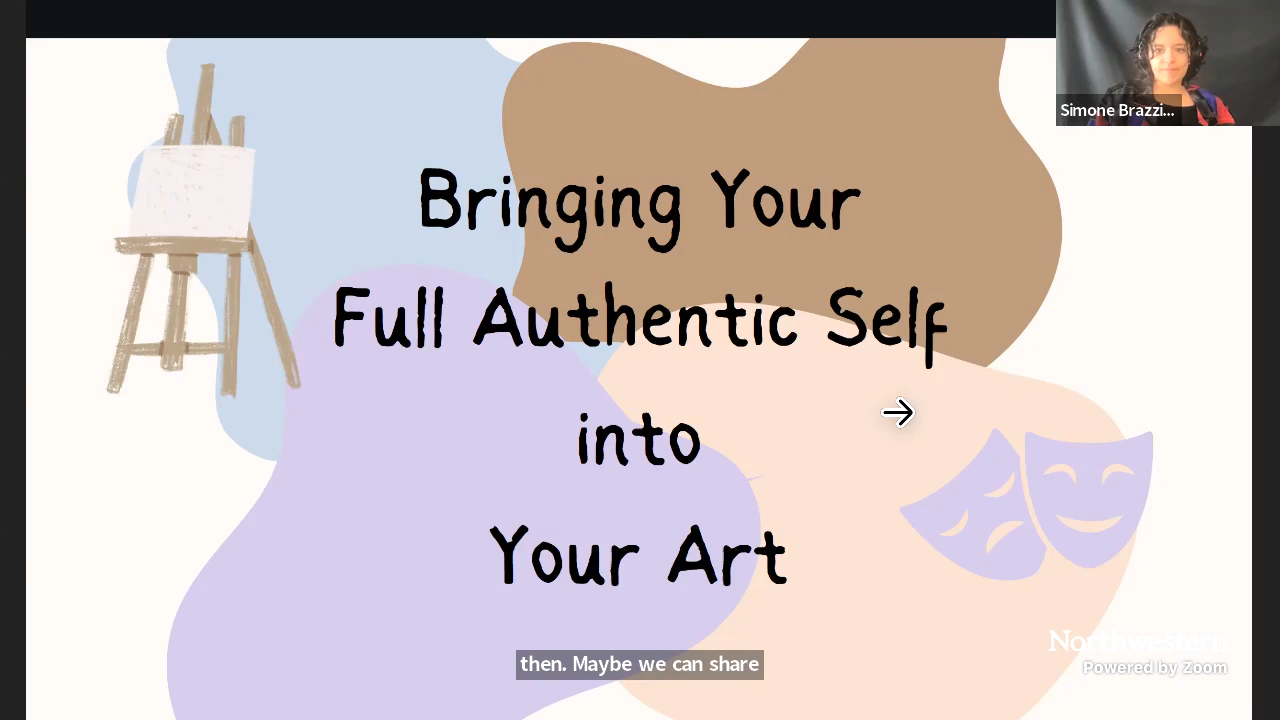 Simone Brazzi...
Bringing Your
Full Authentic Self
into
Your Art
then. Maybe we can share
Northwestern
Powered by Zoom